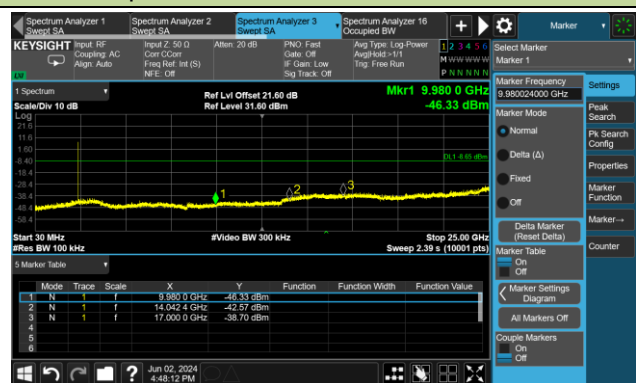 Spectrum Analyzer 1
Swept SA
Spectrum Analyzer 2
Swept SA
Spectrum Analyzer 3
Swept SA
Spectrum Analyzer 16
Occupied BW
Marker
KEYSIGHT
Input: RF
Coupling: AC
Align: Auto
Input Z: 50 Ω
Corr CCorr
Freq Ref: Int (S)
NFE: Off
Atten: 20 dB
PNO: Fast
Gate: Off
IF Gain: Low
Sig Track: Off
Avg Type: Log-Power
Avg|Hold:>1/1
Trig: Free Run
1 2 3 4 5 6
M W W W W W
P N N N N N
Select Marker
Marker 1
1 Spectrum
Scale/Div 10 dB
Log
Ref Lvl Offset 21.60 dB
Ref Level 31.60 dBm
Mkr1 9.980 0 GHz
-46.33 dBm
21.6
11.6
1.60
-8.40
-18.4
-28.4
-38.4
-48.4
-58.4
DL1 -8.65 dBm
1
2
3
Start 30 MHz
#Res BW 100 kHz
#Video BW 300 kHz
Stop 25.00 GHz
Sweep 2.39 s (10001 pts)
5 Marker Table
Mode Trace Scale X Y Function Function Width Function Value
1 N 1 f 9.980 0 GHz -46.33 dBm
2 N 1 f 14.042 4 GHz -42.57 dBm
3 N 1 f 17.000 0 GHz -38.70 dBm
4
5
6
Marker Frequency
9.980024000 GHz
Marker Mode
Normal
Delta (Δ)
Fixed
Off
Delta Marker
(Reset Delta)
Marker Table
On
Off
Marker Settings
Diagram
All Markers Off
Couple Markers
On
Off
Settings
Peak
Search
Pk Search
Config
Properties
Marker
Function
Marker→
Counter
Jun 02, 2024
4:48:12 PM